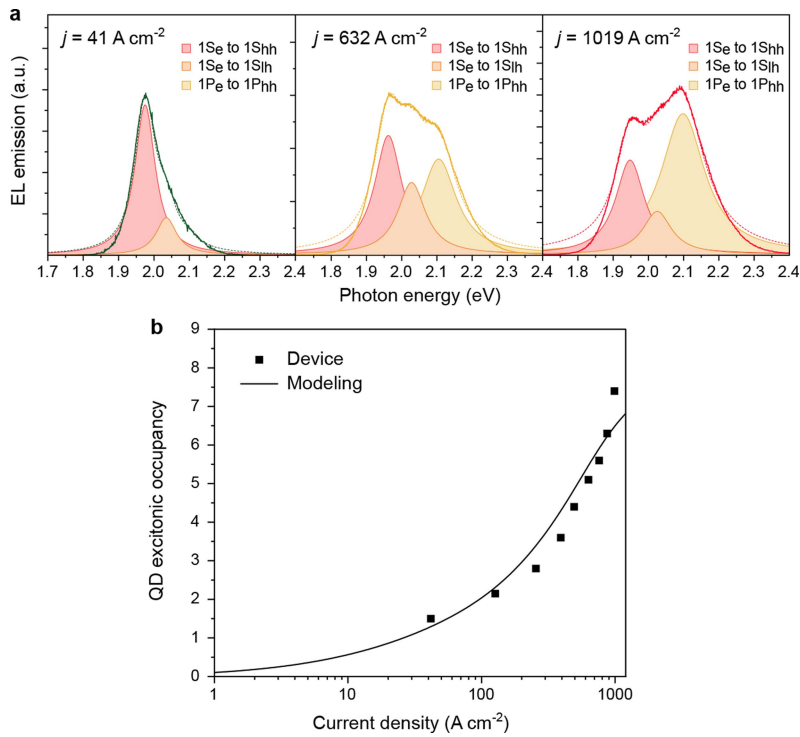 a
j = 41 A cm⁻²
1Se to 1Shh
1Se to 1Slh
1Pe to 1Phh
j = 632 A cm⁻²
1Se to 1Shh
1Se to 1Slh
1Pe to 1Phh
j = 1019 A cm⁻²
1Se to 1Shh
1Se to 1Slh
1Pe to 1Phh
EL emission (a.u.)
1.7 1.8 1.9 2.0 2.1 2.2 2.3 2.4 1.8 1.9 2.0 2.1 2.2 2.3 2.4 1.8 1.9 2.0 2.1 2.2 2.3 2.4
Photon energy (eV)
b
9
8
7
6
5
4
3
2
1
0
QD excitonic occupancy
Device
Modeling
1 10 100 1000
Current density (A cm⁻²)